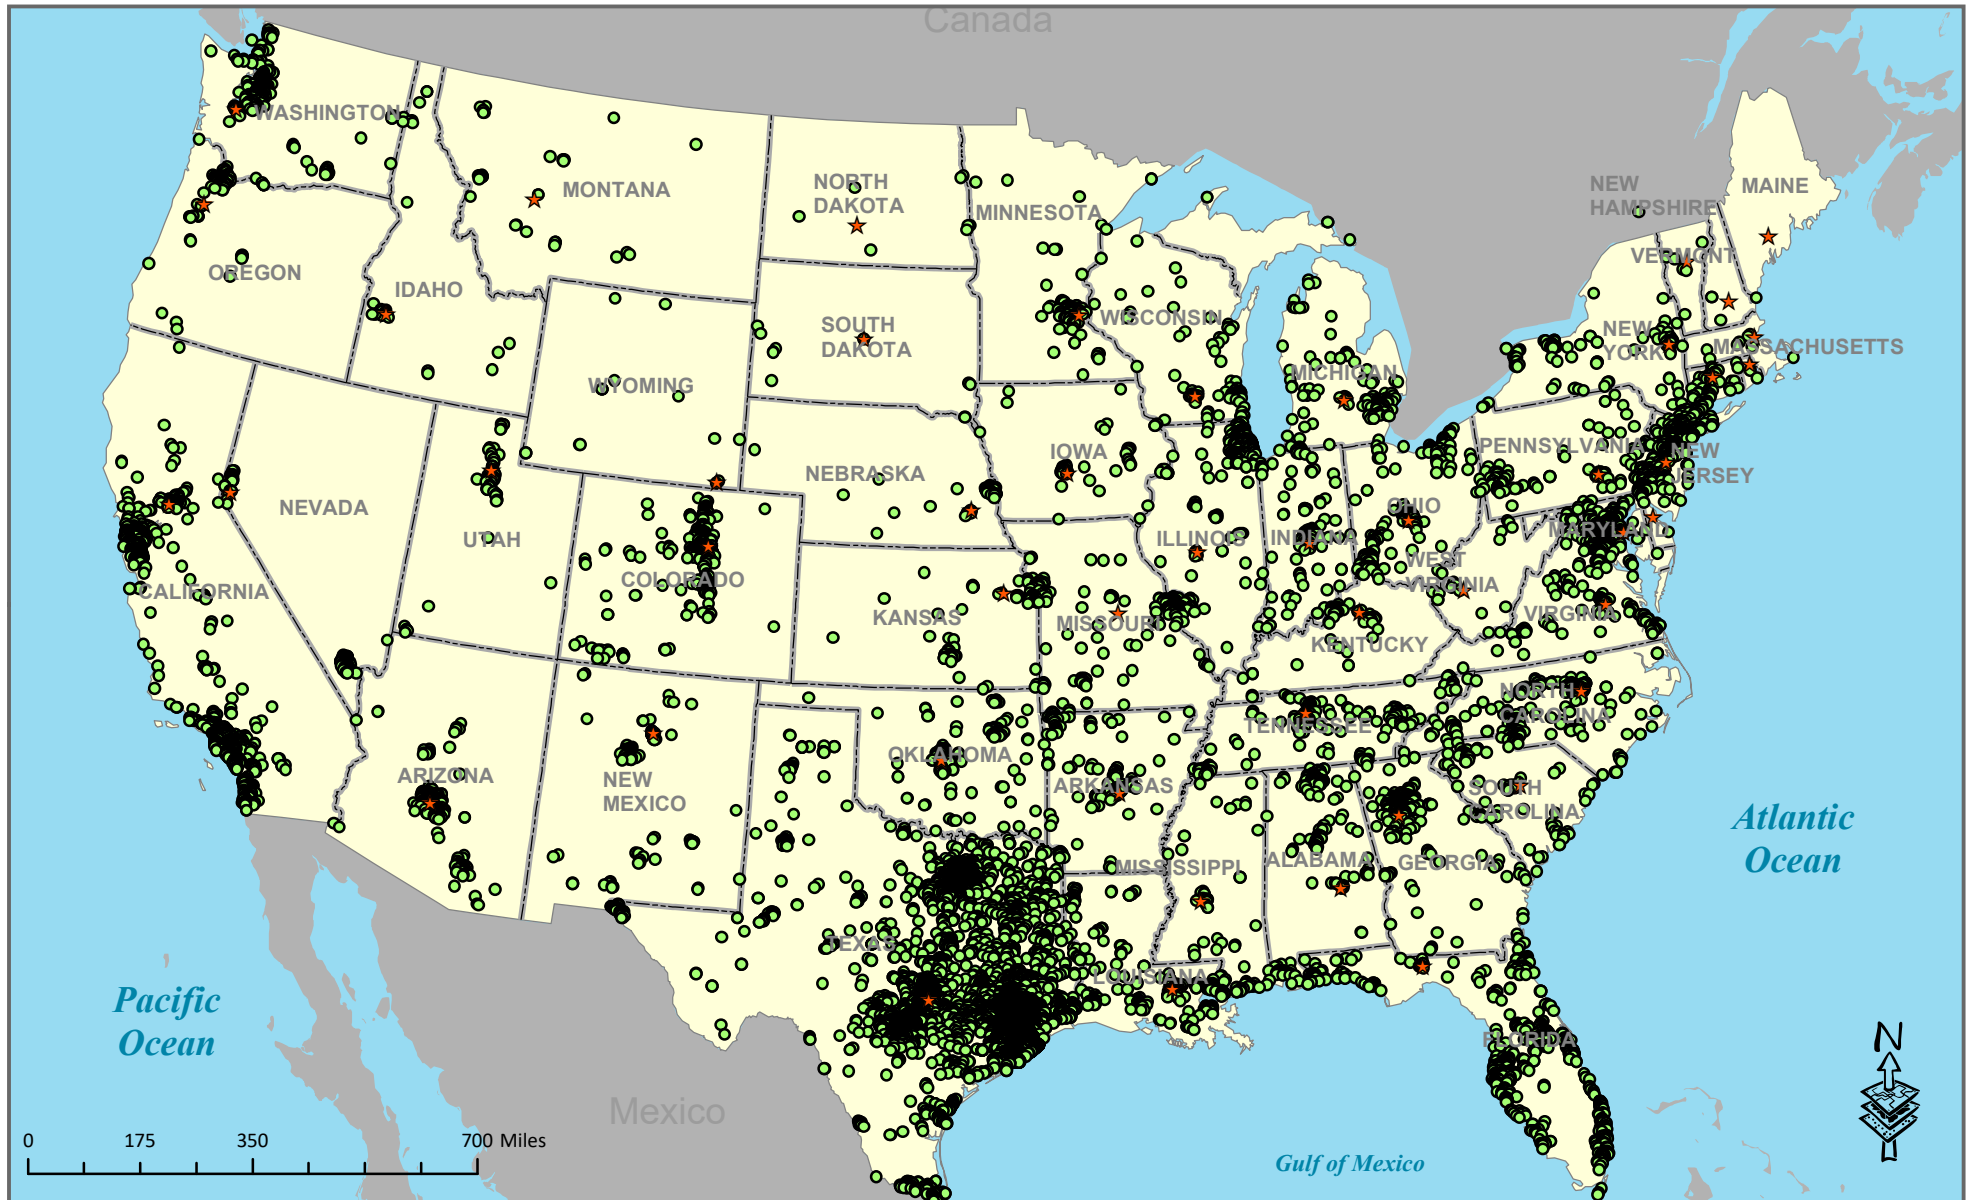 Canada
WASHINGTON
MONTANA
NORTH
DAKOTA
MINNESOTA
NEW
HAMPSHIRE
MAINE
VERMONT
OREGON
IDAHO
SOUTH
DAKOTA
WISCONSIN
NEW
YORK
MASSACHUSETTS
MICHIGAN
WYOMING
IOWA
NEBRASKA
PENNSYLVANIA
NEW
JERSEY
NEVADA
UTAH
OHIO
ILLINOIS
INDIANA
MARYLAND
WEST
VIRGINIA
CALIFORNIA
COLORADO
KANSAS
MISSOURI
KENTUCKY
VIRGINIA
NORTH
CAROLINA
TENNESSEE
OKLAHOMA
ARIZONA
NEW
MEXICO
ARKANSAS
SOUTH
CAROLINA
MISSISSIPPI
ALABAMA
GEORGIA
Atlantic
Ocean
TEXAS
LOUISIANA
FLORIDA
Pacific
Ocean
Mexico
Gulf of Mexico
N
0 175 350 700 Miles